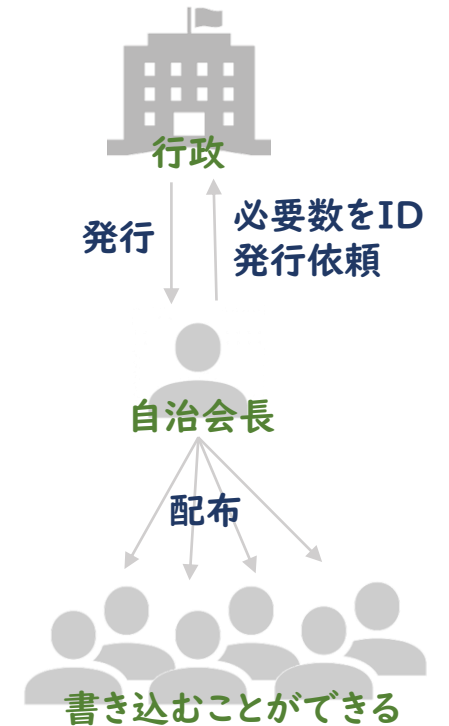 行政
発行
必要数をID
発行依頼
自治会長
配布
書き込むことができる